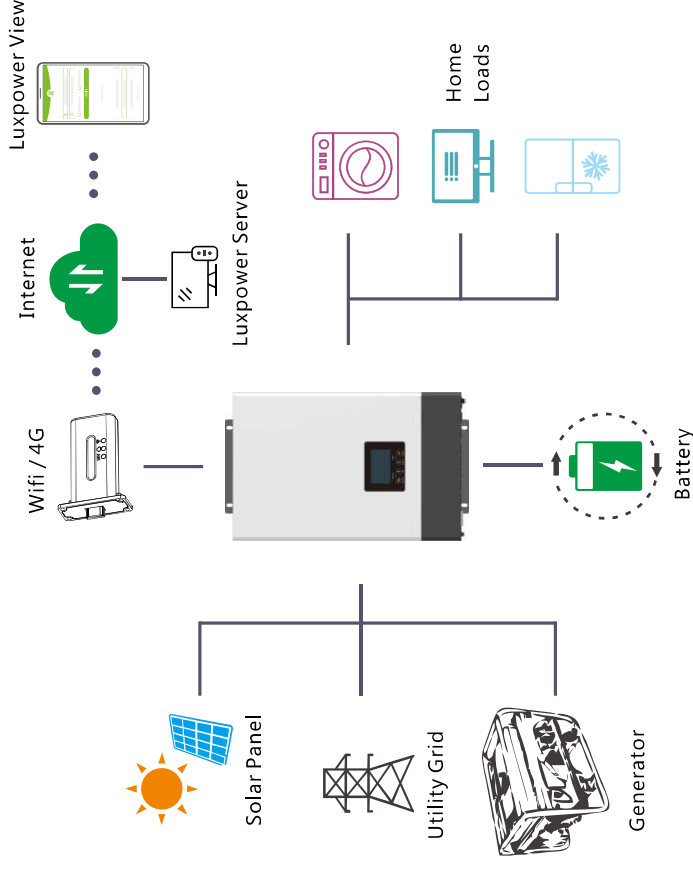 Solar Panel
Utility Grid
Generator
Wifi / 4G
Battery
Internet
Luxpower Server
Luxpower View
Home
Loads